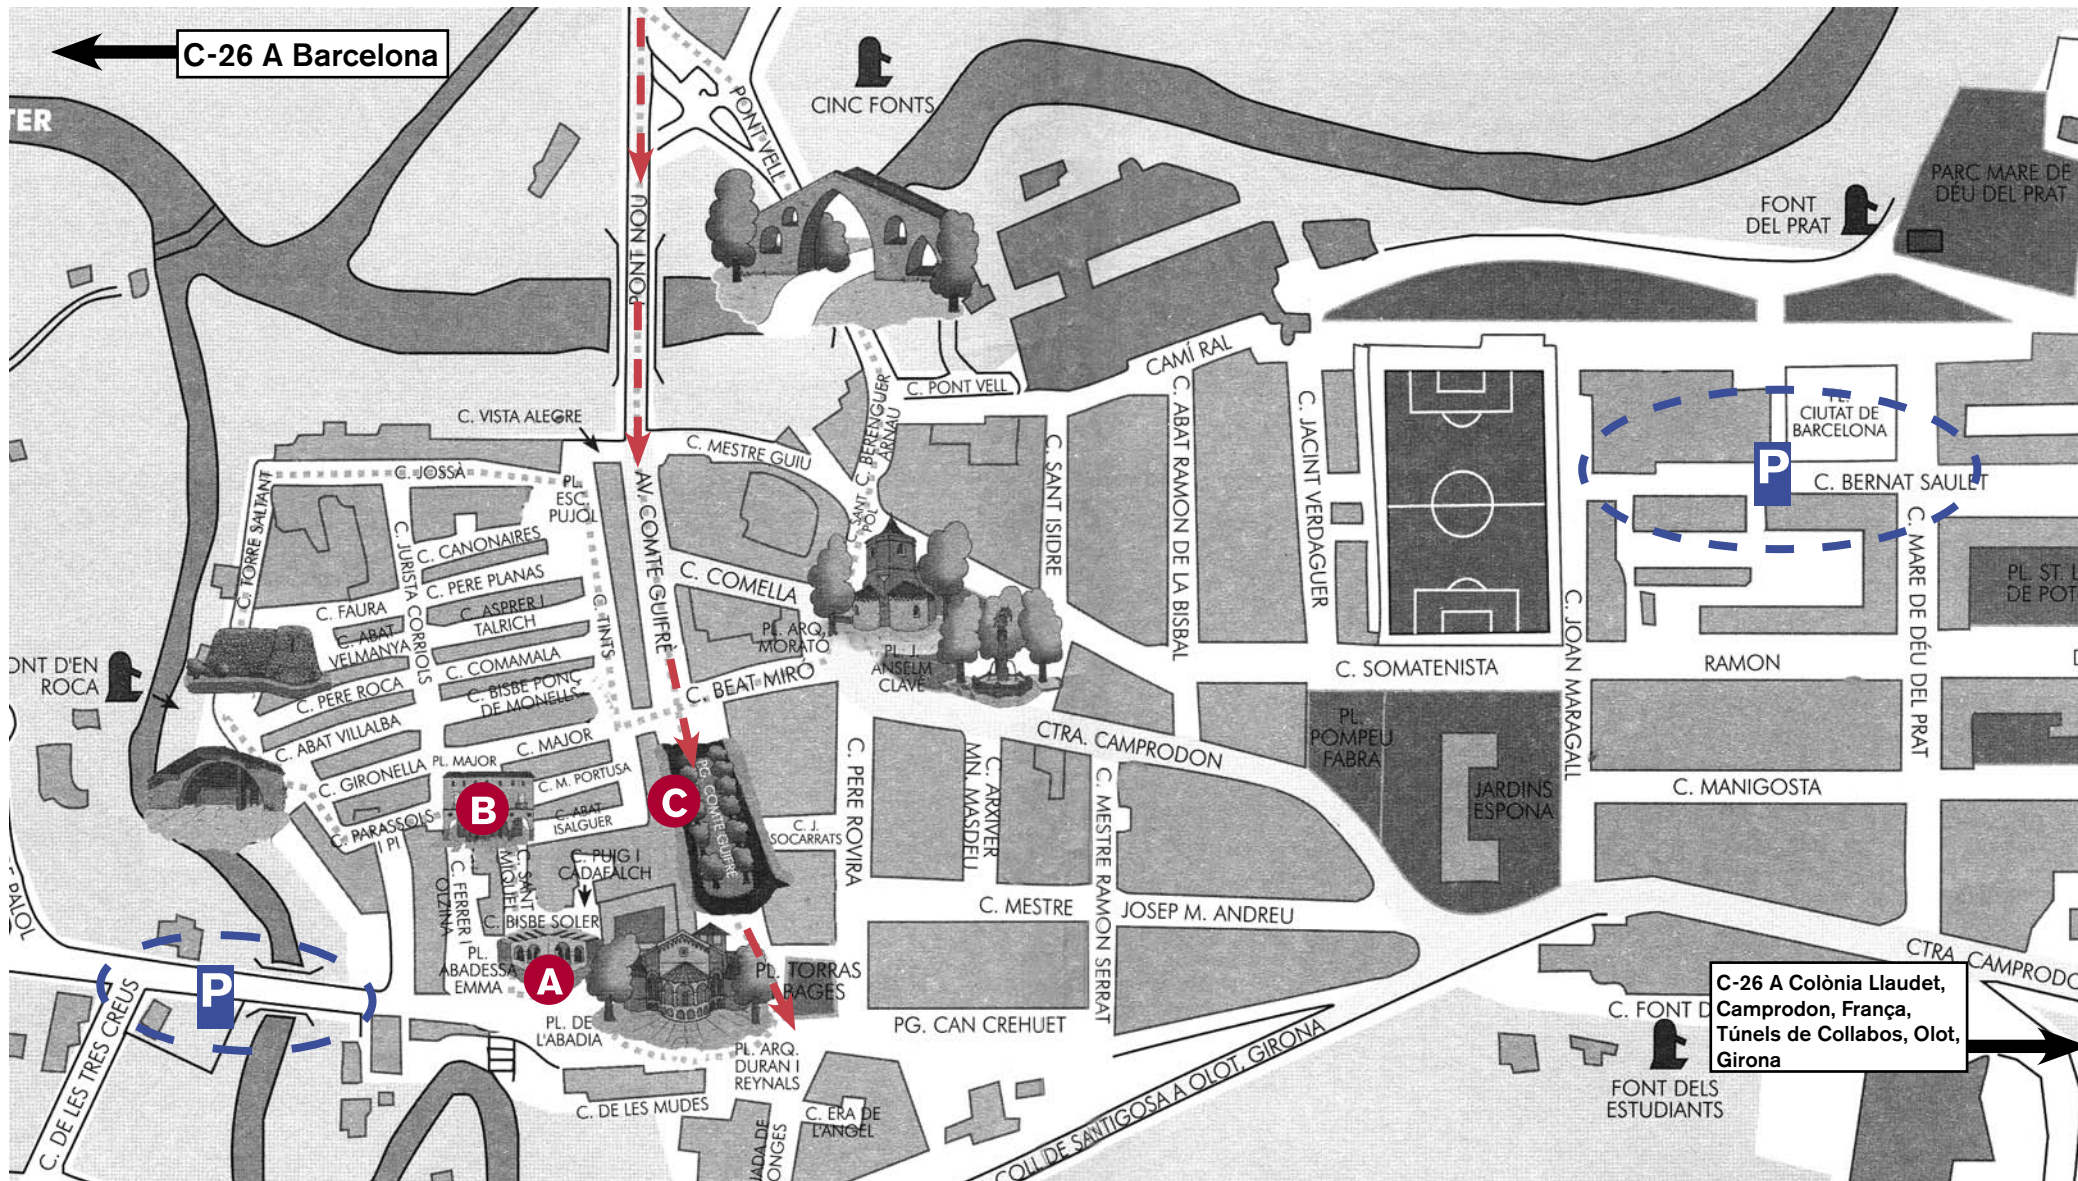 C-26 A Barcelona
TER
CINC FONTS
PONT VELL
PONT NOU
FONT
DEL PRAT
PARC MARE DE
DÉU DEL PRAT
C. VISTA ALEGRE
C. MESTRE GUIU
C. BERENGUER
ARNAU
C. PONT VELL
CAMÍ RAL
C. SANT ISIDRE
C. ABAT RAMON DE LA BISBAL
C. JACINT VERDAGUER
PL.
CIUTAT DE
BARCELONA
P
C. BERNAT SAULET
C. MARE DE DÉU DEL PRAT
C. JOAN MARAGALL
C. JOSSÀ
PL.
ESC.
PUJOL
AV. COMTE GUIFRÈ
C. SANT
POL
C. TORRE SALTANT
C. JURISTA CORRIOLS
C. CANONAIRES
C. PERE PLANAS
C. ASPRER I
TALRICH
C. TINTS
C. COMELLA
C. FAURA
C. ABAT
VELMANYA
C. COMAMALA
C. PERE ROCA
C. BISBE PONÇ
DE MONELLS
PL. ARQ.
MORATÓ
PL. J.
ANSELM
CLAVÉ
C. BEAT MIRÓ
C. SOMATENISTA
RAMON
D'EN
ROCA
C. ABAT VILLALBA
C. MAJOR
C. GIRONELLA
PL. MAJOR
C. M. PORTUSA
C. PARASSOLS
I PI
B
C
C. ABAT
ISALGUER
PG. COMTE GUIFRÈ
C. J.
SOCARRATS
C. PERE ROVIRA
MN. MASDEU
C. ARXIVER
C. MESTRE RAMON SERRAT
CTRA. CAMPRODON
PL.
POMPEU
FABRA
JARDINS
ESPONA
C. MANIGOSTA
C. FERRER I
OLZINA
C. SANT
MIQUEL
C. PUIG I
CADAFALCH
C. BISBE SOLER
C. MESTRE
JOSEP M. ANDREU
PL.
ABADESSA
EMMA
A
PL. DE
L'ABADIA
PL. TORRAS
I BAGES
PG. CAN CREHUET
PL. ARQ.
DURAN I
REYNALS
C. DE LES MUDES
C. ERA DE
L'ANGEL
P
C. DE LES TRES CREUS
COLL DE SANTIGOSA A OLOT, GIRONA
CTRA. CAMPRODO
C. FONT D
C-26 A Colònia Llaudet,
Camprodon, França,
Túnels de Collabos, Olot,
Girona
FONT DELS
ESTUDIANTS